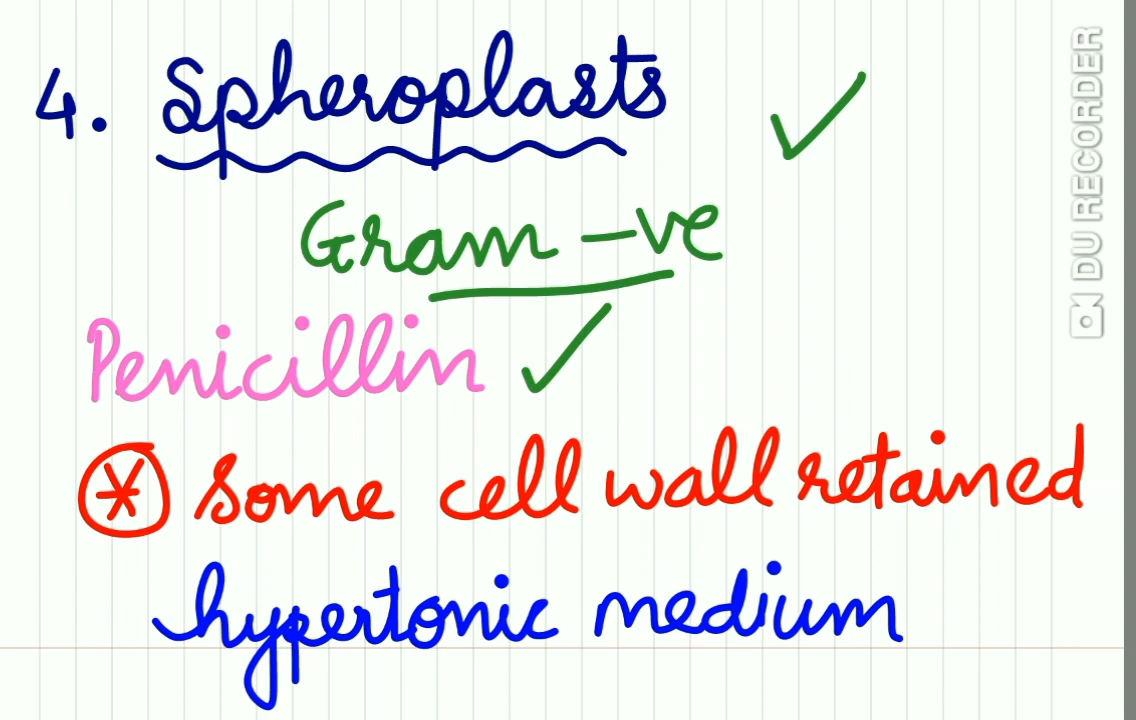 4. Spheroplasts
Gram -ve
Penicillin
* Some cell wall retained
hypertonic medium
DU RECORDER